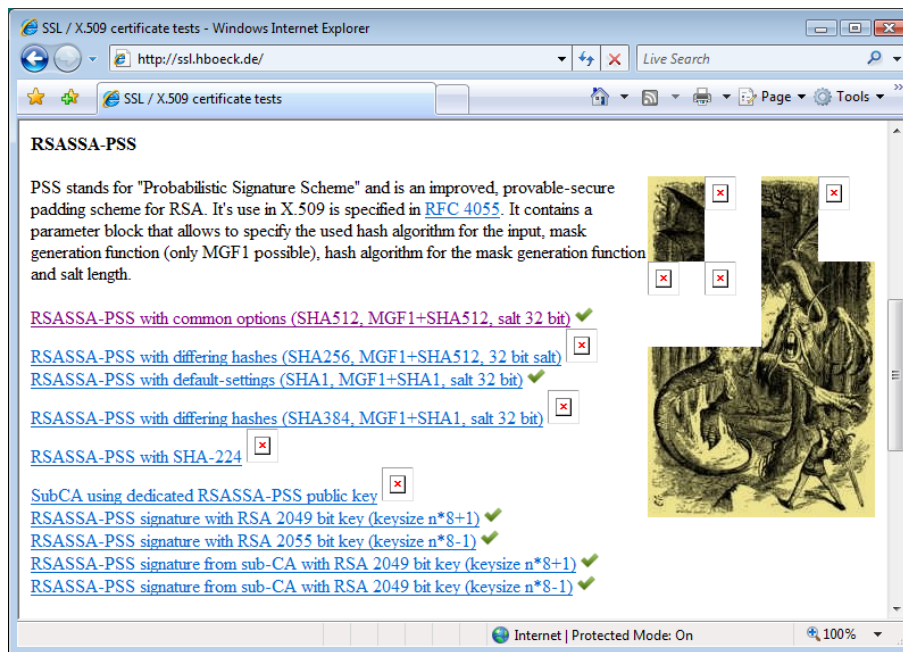 SSL / X.509 certificate tests - Windows Internet Explorer
http://ssl.hboeck.de/
Live Search
SSL / X.509 certificate tests
Page
Tools
RSASSA-PSS
PSS stands for "Probabilistic Signature Scheme" and is an improved, provable-secure
padding scheme for RSA. It's use in X.509 is specified in RFC 4055. It contains a
parameter block that allows to specify the used hash algorithm for the input, mask
generation function (only MGF1 possible), hash algorithm for the mask generation function
and salt length.
RSASSA-PSS with common options (SHA512, MGF1+SHA512, salt 32 bit)
RSASSA-PSS with differing hashes (SHA256, MGF1+SHA512, 32 bit salt)
RSASSA-PSS with default-settings (SHA1, MGF1+SHA1, salt 32 bit)
RSASSA-PSS with differing hashes (SHA384, MGF1+SHA1, salt 32 bit)
RSASSA-PSS with SHA-224
SubCA using dedicated RSASSA-PSS public key
RSASSA-PSS signature with RSA 2049 bit key (keysize n*8+1)
RSASSA-PSS signature with RSA 2055 bit key (keysize n*8-1)
RSASSA-PSS signature from sub-CA with RSA 2049 bit key (keysize n*8+1)
RSASSA-PSS signature from sub-CA with RSA 2049 bit key (keysize n*8-1)
Internet | Protected Mode: On
100%